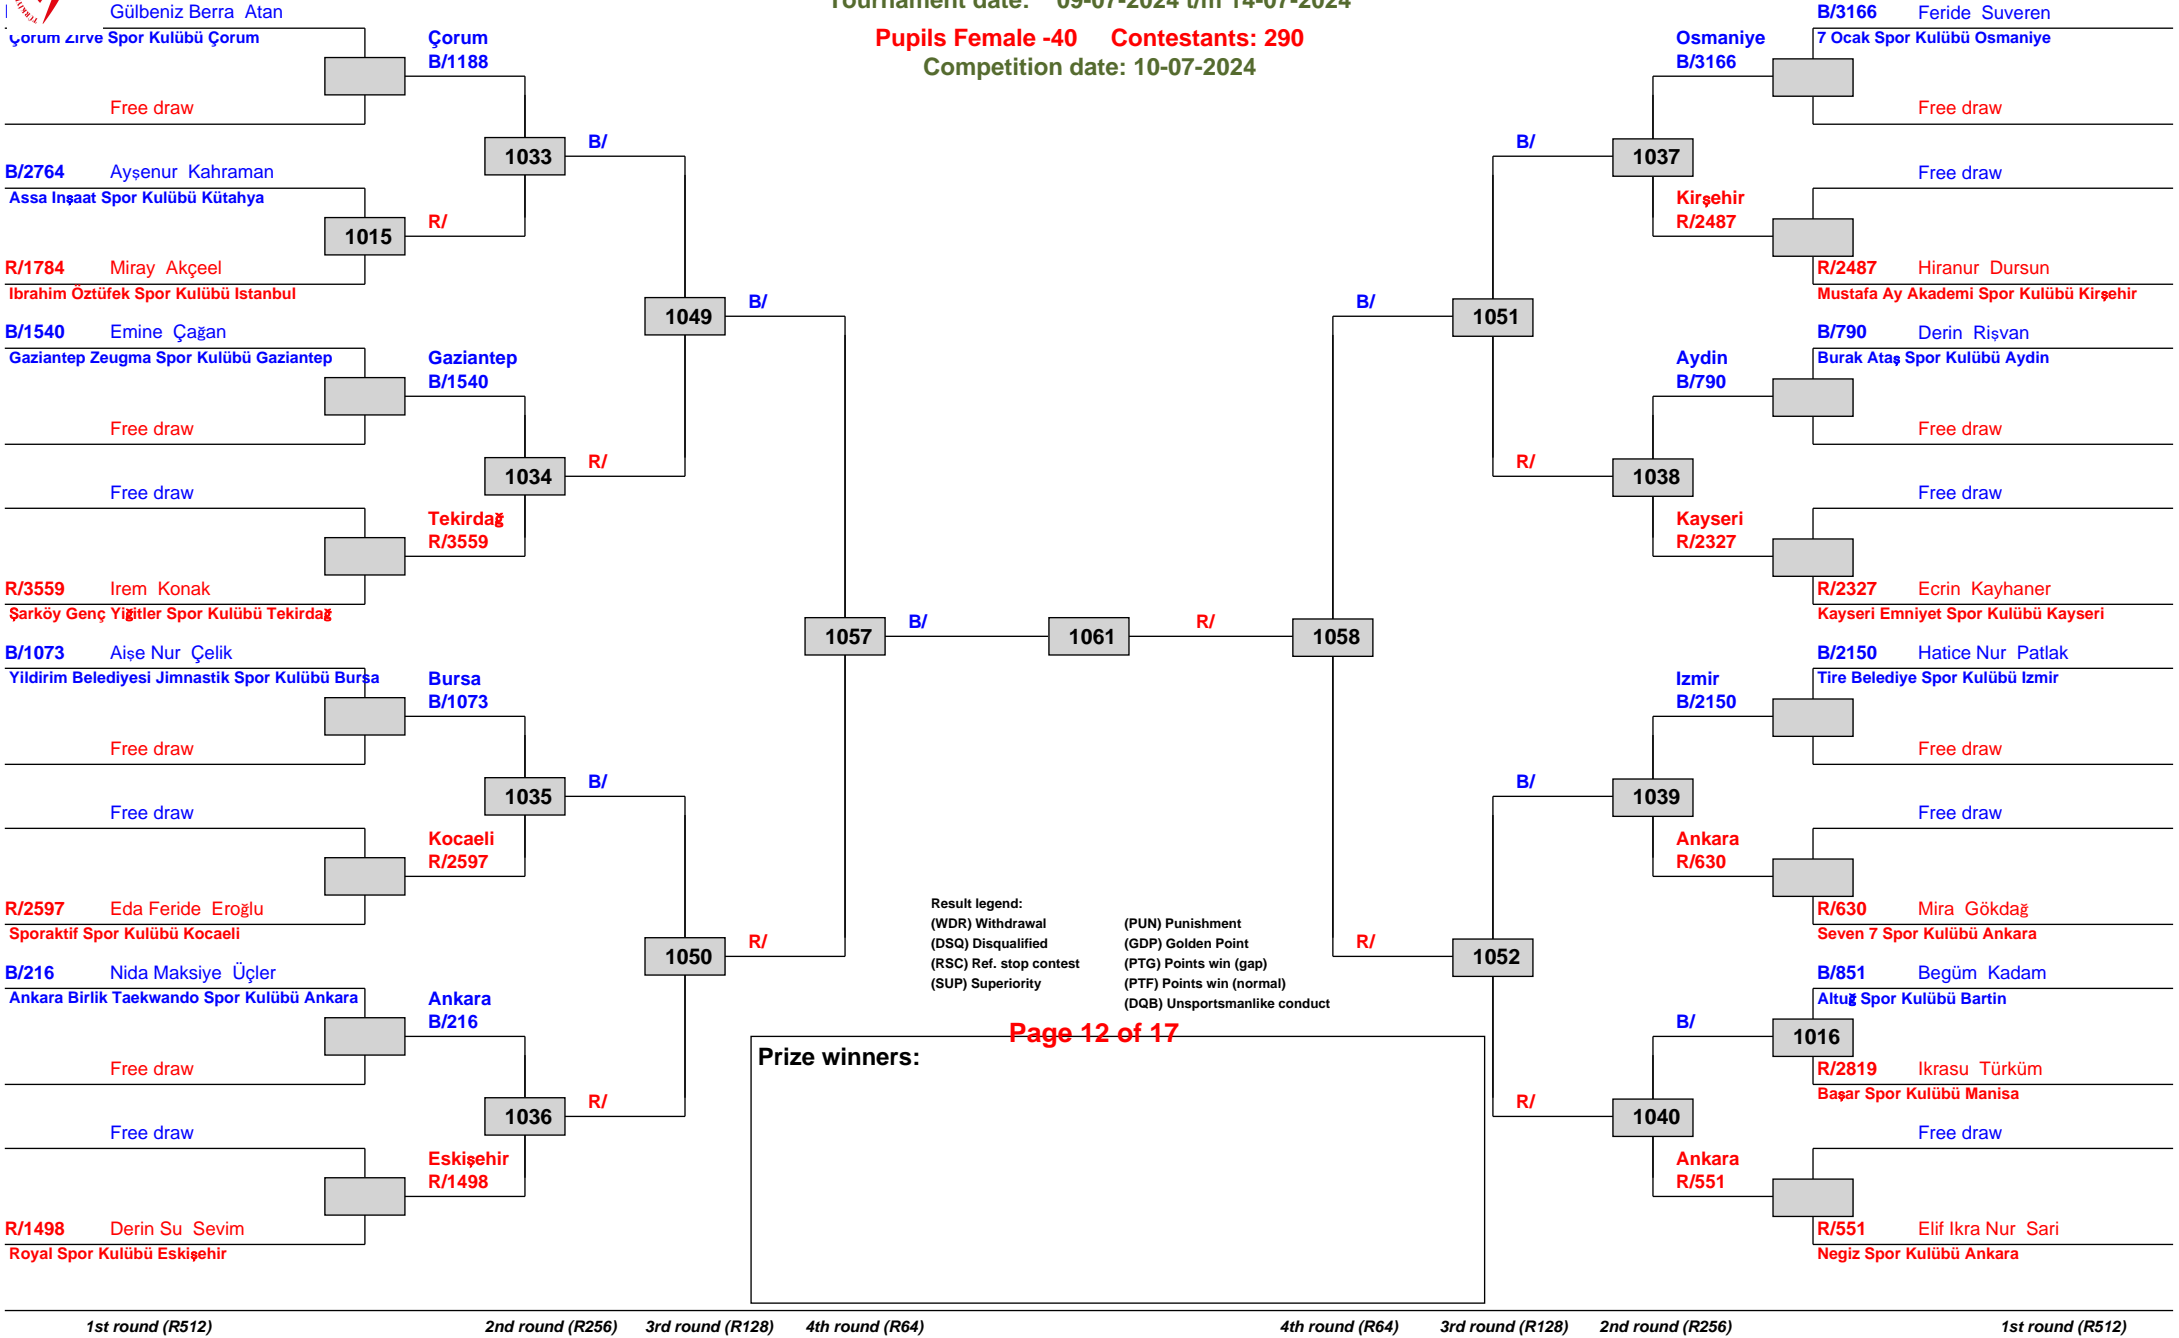 Tournament date: 09-07-2024 t/m 14-07-2024
Pupils Female -40 Contestants: 290
Competition date: 10-07-2024
Gülbeniz Berra Atan
Çorum Zirve Spor Kulübü Çorum
Free draw
Çorum
B/1188
B/2764 Ayşenur Kahraman
Assa Inşaat Spor Kulübü Kütahya
1015
R/
R/1784 Miray Akçeel
Ibrahim Öztüfek Spor Kulübü Istanbul
1033
B/
B/1540 Emine Çağan
Gaziantep Zeugma Spor Kulübü Gaziantep
Free draw
Gaziantep
B/1540
1034
R/
Free draw
Tekirdağ
R/3559
R/3559 Irem Konak
Şarköy Genç Yiğitler Spor Kulübü Tekirdağ
1049
B/
B/1073 Aişe Nur Çelik
Yildirim Belediyesi Jimnastik Spor Kulübü Bursa
Free draw
Bursa
B/1073
1035
B/
Free draw
Kocaeli
R/2597
R/2597 Eda Feride Eroğlu
Sporaktif Spor Kulübü Kocaeli
1050
R/
B/216 Nida Maksiye Üçler
Ankara Birlik Taekwando Spor Kulübü Ankara
Free draw
Ankara
B/216
1036
R/
Free draw
Eskişehir
R/1498
R/1498 Derin Su Sevim
Royal Spor Kulübü Eskişehir
1057
B/
1061
R/
1058
B/3166 Feride Suveren
7 Ocak Spor Kulübü Osmaniye
Free draw
Osmaniye
B/3166
1037
B/
Free draw
Kirşehir
R/2487
R/2487 Hiranur Dursun
Mustafa Ay Akademi Spor Kulübü Kirşehir
1051
B/
B/790 Derin Rişvan
Burak Ataş Spor Kulübü Aydin
Free draw
Aydin
B/790
1038
R/
Free draw
Kayseri
R/2327
R/2327 Ecrin Kayhaner
Kayseri Emniyet Spor Kulübü Kayseri
B/2150 Hatice Nur Patlak
Tire Belediye Spor Kulübü Izmir
Free draw
Izmir
B/2150
1039
B/
Free draw
Ankara
R/630
R/630 Mira Gökdağ
Seven 7 Spor Kulübü Ankara
1052
R/
B/851 Begüm Kadam
Altuğ Spor Kulübü Bartin
1016
B/
R/2819 Ikrasu Türküm
Başar Spor Kulübü Manisa
1040
R/
Free draw
Ankara
R/551
R/551 Elif Ikra Nur Sari
Negiz Spor Kulübü Ankara
Result legend:
(WDR) Withdrawal (PUN) Punishment
(DSQ) Disqualified (GDP) Golden Point
(RSC) Ref. stop contest (PTG) Points win (gap)
(SUP) Superiority (PTF) Points win (normal)
(DQB) Unsportsmanlike conduct
Page 12 of 17
Prize winners:
1st round (R512) 2nd round (R256) 3rd round (R128) 4th round (R64) 4th round (R64) 3rd round (R128) 2nd round (R256) 1st round (R512)